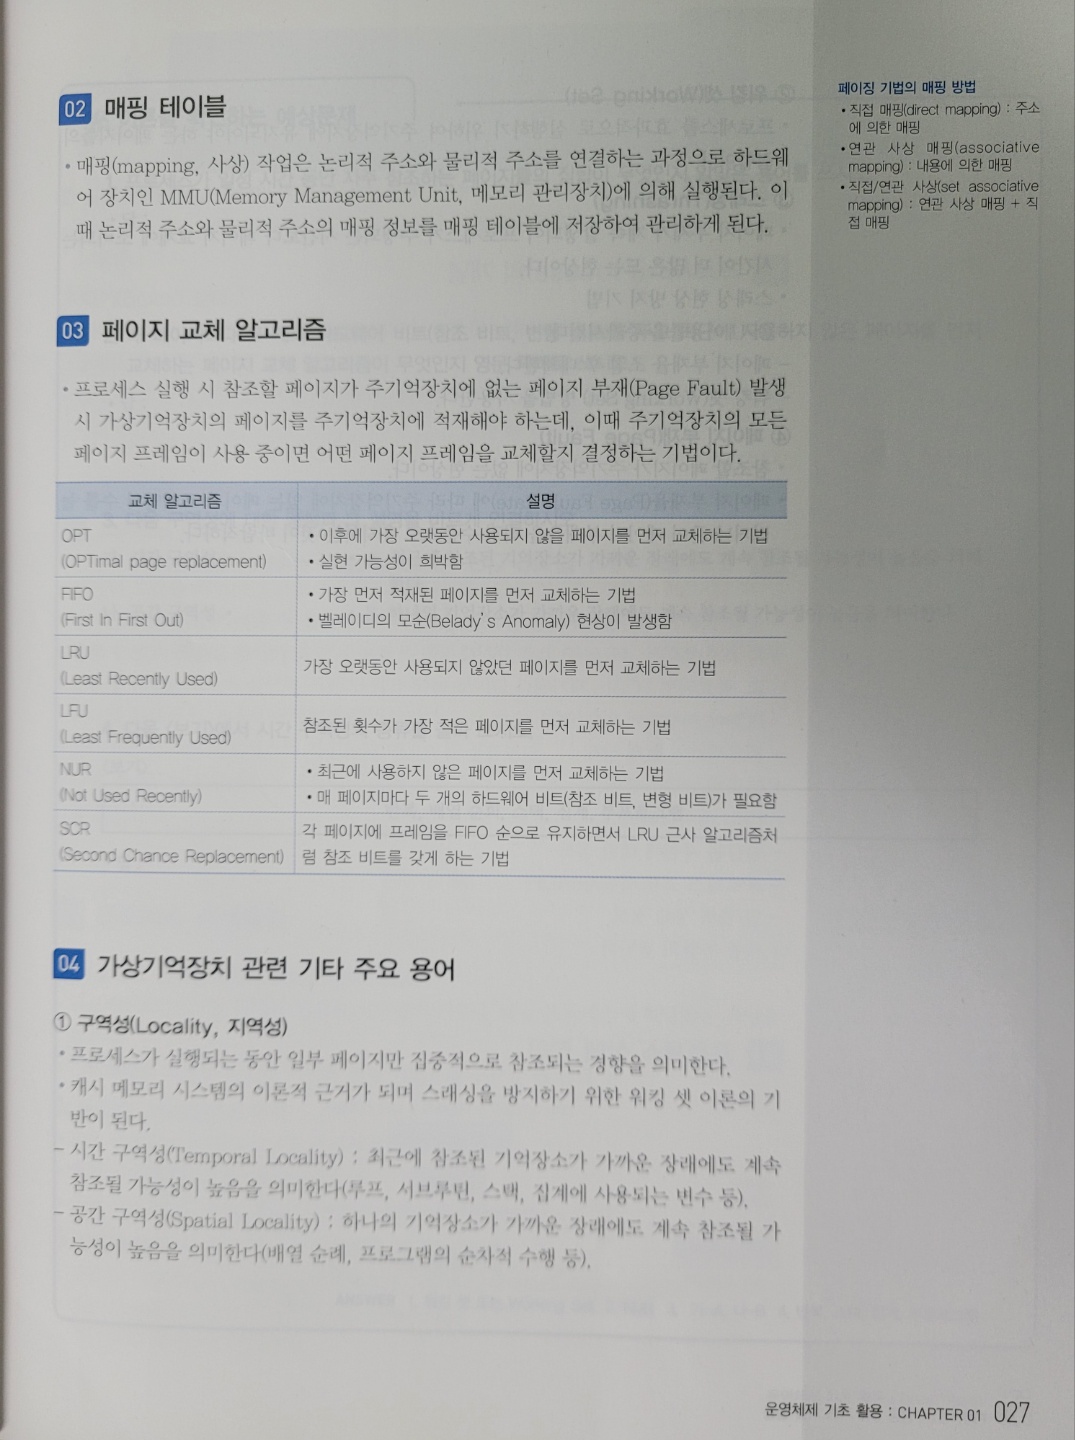 02 매핑 테이블
• 매핑(mapping, 사상) 작업은 논리적 주소와 물리적 주소를 연결하는 과정으로 하드웨
어 장치인 MMU(Memory Management Unit, 메모리 관리장치)에 의해 실행된다. 이
때 논리적 주소와 물리적 주소의 매핑 정보를 매핑 테이블에 저장하여 관리하게 된다.
페이징 기법의 매핑 방법
• 직접 매핑(direct mapping) : 주소
에 의한 매핑
• 연관 사상 매핑(associative
mapping) : 내용에 의한 매핑
• 직접/연관 사상(set associative
mapping) : 연관 사상 매핑 + 직
접 매핑
03 페이지 교체 알고리즘
• 프로세스 실행 시 참조할 페이지가 주기억장치에 없는 페이지 부재(Page Fault) 발생
시 가상기억장치의 페이지를 주기억장치에 적재해야 하는데, 이때 주기억장치의 모든
페이지 프레임이 사용 중이면 어떤 페이지 프레임을 교체할지 결정하는 기법이다.
교체 알고리즘 설명
OPT
(OPTimal page replacement)
• 이후에 가장 오랫동안 사용되지 않을 페이지를 먼저 교체하는 기법
• 실현 가능성이 희박함
FIFO
(First In First Out)
• 가장 먼저 적재된 페이지를 먼저 교체하는 기법
• 벨레이디의 모순(Belady's Anomaly) 현상이 발생함
LRU
(Least Recently Used)
가장 오랫동안 사용되지 않았던 페이지를 먼저 교체하는 기법
LFU
(Least Frequently Used)
참조된 횟수가 가장 적은 페이지를 먼저 교체하는 기법
NUR
(Not Used Recently)
• 최근에 사용하지 않은 페이지를 먼저 교체하는 기법
• 매 페이지마다 두 개의 하드웨어 비트(참조 비트, 변형 비트)가 필요함
SCR
(Second Chance Replacement)
각 페이지에 프레임을 FIFO 순으로 유지하면서 LRU 근사 알고리즘처
럼 참조 비트를 갖게 하는 기법
04 가상기억장치 관련 기타 주요 용어
① 구역성(Locality, 지역성)
• 프로세스가 실행되는 동안 일부 페이지만 집중적으로 참조되는 경향을 의미한다.
• 캐시 메모리 시스템의 이론적 근거가 되며 스래싱을 방지하기 위한 워킹 셋 이론의 기
반이 된다.
- 시간 구역성(Temporal Locality) : 최근에 참조된 기억장소가 가까운 장래에도 계속
참조될 가능성이 높음을 의미한다(루프, 서브루틴, 스택, 집계에 사용되는 변수 등).
- 공간 구역성(Spatial Locality) : 하나의 기억장소가 가까운 장래에도 계속 참조될 가
능성이 높음을 의미한다(배열 순례, 프로그램의 순차적 수행 등).
운영체제 기초 활용 : CHAPTER 01 027